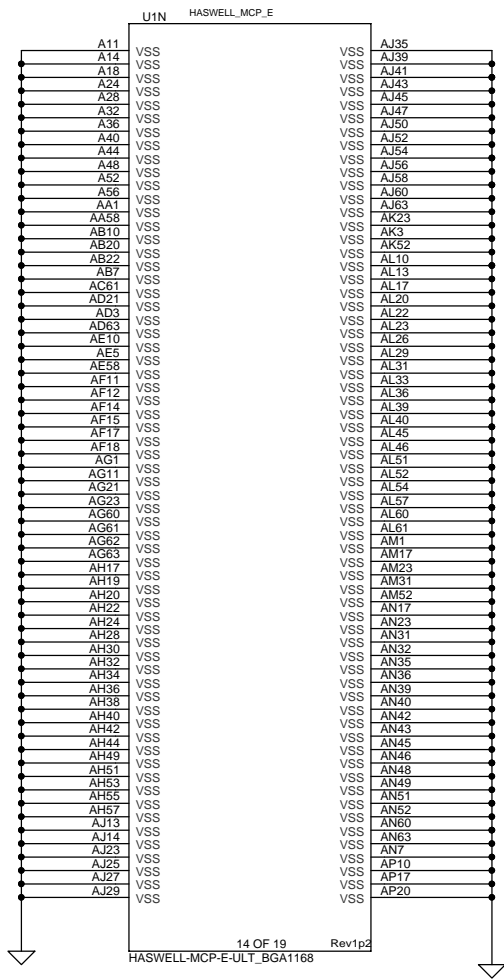 U1N HASWELL_MCP_E
A11 VSS VSS AJ35
A14 VSS VSS AJ39
A18 VSS VSS AJ41
A24 VSS VSS AJ43
A28 VSS VSS AJ45
A32 VSS VSS AJ47
A36 VSS VSS AJ50
A40 VSS VSS AJ52
A44 VSS VSS AJ54
A48 VSS VSS AJ56
A52 VSS VSS AJ58
A56 VSS VSS AJ60
AA1 VSS VSS AJ63
AA58 VSS VSS AK23
AB10 VSS VSS AK3
AB20 VSS VSS AK52
AB22 VSS VSS AL10
AB7 VSS VSS AL13
AC61 VSS VSS AL17
AD21 VSS VSS AL20
AD3 VSS VSS AL22
AD63 VSS VSS AL23
AE10 VSS VSS AL26
AE5 VSS VSS AL29
AE58 VSS VSS AL31
AF11 VSS VSS AL33
AF12 VSS VSS AL36
AF14 VSS VSS AL39
AF15 VSS VSS AL40
AF17 VSS VSS AL45
AF18 VSS VSS AL46
AG1 VSS VSS AL51
AG11 VSS VSS AL52
AG21 VSS VSS AL54
AG23 VSS VSS AL57
AG60 VSS VSS AL60
AG61 VSS VSS AL61
AG62 VSS VSS AM1
AG63 VSS VSS AM17
AH17 VSS VSS AM23
AH19 VSS VSS AM31
AH20 VSS VSS AM52
AH22 VSS VSS AN17
AH24 VSS VSS AN23
AH28 VSS VSS AN31
AH30 VSS VSS AN32
AH32 VSS VSS AN35
AH34 VSS VSS AN36
AH36 VSS VSS AN39
AH38 VSS VSS AN40
AH40 VSS VSS AN42
AH42 VSS VSS AN43
AH44 VSS VSS AN45
AH49 VSS VSS AN46
AH51 VSS VSS AN48
AH53 VSS VSS AN49
AH55 VSS VSS AN51
AH57 VSS VSS AN52
AJ13 VSS VSS AN60
AJ14 VSS VSS AN63
AJ23 VSS VSS AN7
AJ25 VSS VSS AP10
AJ27 VSS VSS AP17
AJ29 VSS VSS AP20
14 OF 19 Rev1p2
HASWELL-MCP-E-ULT_BGA1168